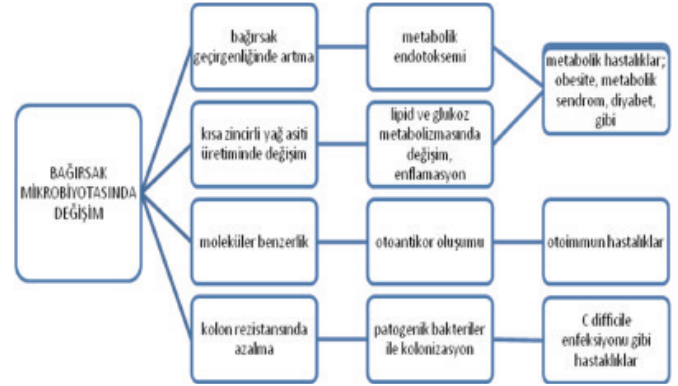 BAĞIRSAK
MİKROBİYOTASINDA
DEĞİŞİM
bağırsak
geçirgenliğinde artma
metabolik
endotoksemi
metabolik hastalıklar;
obesite, metabolik
sendrom, diyabet,
gibi
kısa zincirli yağ asiti
üretiminde değişim
lipid ve glukoz
metabolizmasında
değişim,
enflamasyon
moleküler benzerlik
otoantikor oluşumu
otoimmun hastalıklar
kolon rezistansında
azalma
patogenik bakteriler
ile kolonizasyon
C difficile
enfeksiyonu gibi
hastaklıklar